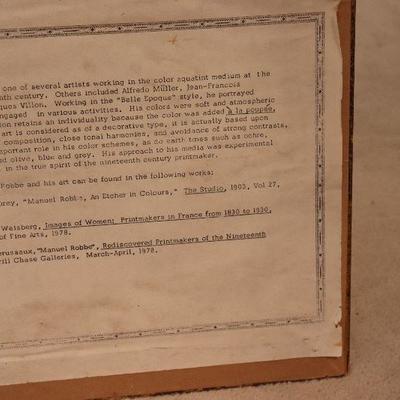 one of several artists working in the color aquatint medium at the
nth century. Others included Alfredo Müller, Jean-Francois
ques Villon. Working in the "Belle Epoque" style, he portrayed
ngaged in various activities. His colors were soft and atmospheric
tion retains an individuality because the color was added a la poupée.
art is considered as of a decorative type, it is actually based upon
composition, close tonal harmonies, and avoidance of strong contrasts,
mportant role in his color schemes, as do earth tones such as ochre,
ed olive, blue and grey. His approach to his media was experimental
in the true spirit of the nineteenth century printmaker.
Robbe and his art can be found in the following works:
rey, "Manuel Robbe, An Etcher in Colours," The Studio, 1903, Vol 27,
Weisberg, Images of Women: Printmakers in France from 1830 to 1930,
of Fine Arts, 1978.
erusaux, "Manuel Robbe", Rediscovered Printmakers of the Nineteenth
rill Chase Galleries, March-April, 1978.